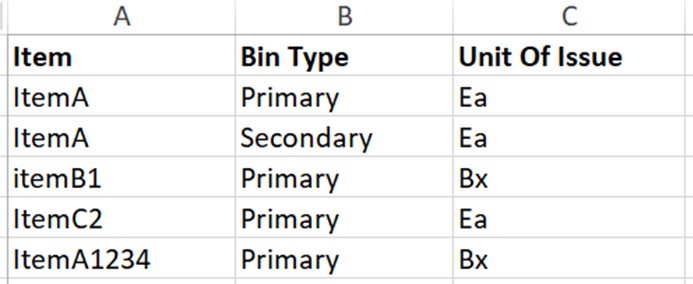 A B C
Item Bin Type Unit Of Issue
ItemA Primary Ea
ItemA Secondary Ea
itemB1 Primary Bx
ItemC2 Primary Ea
ItemA1234 Primary Bx